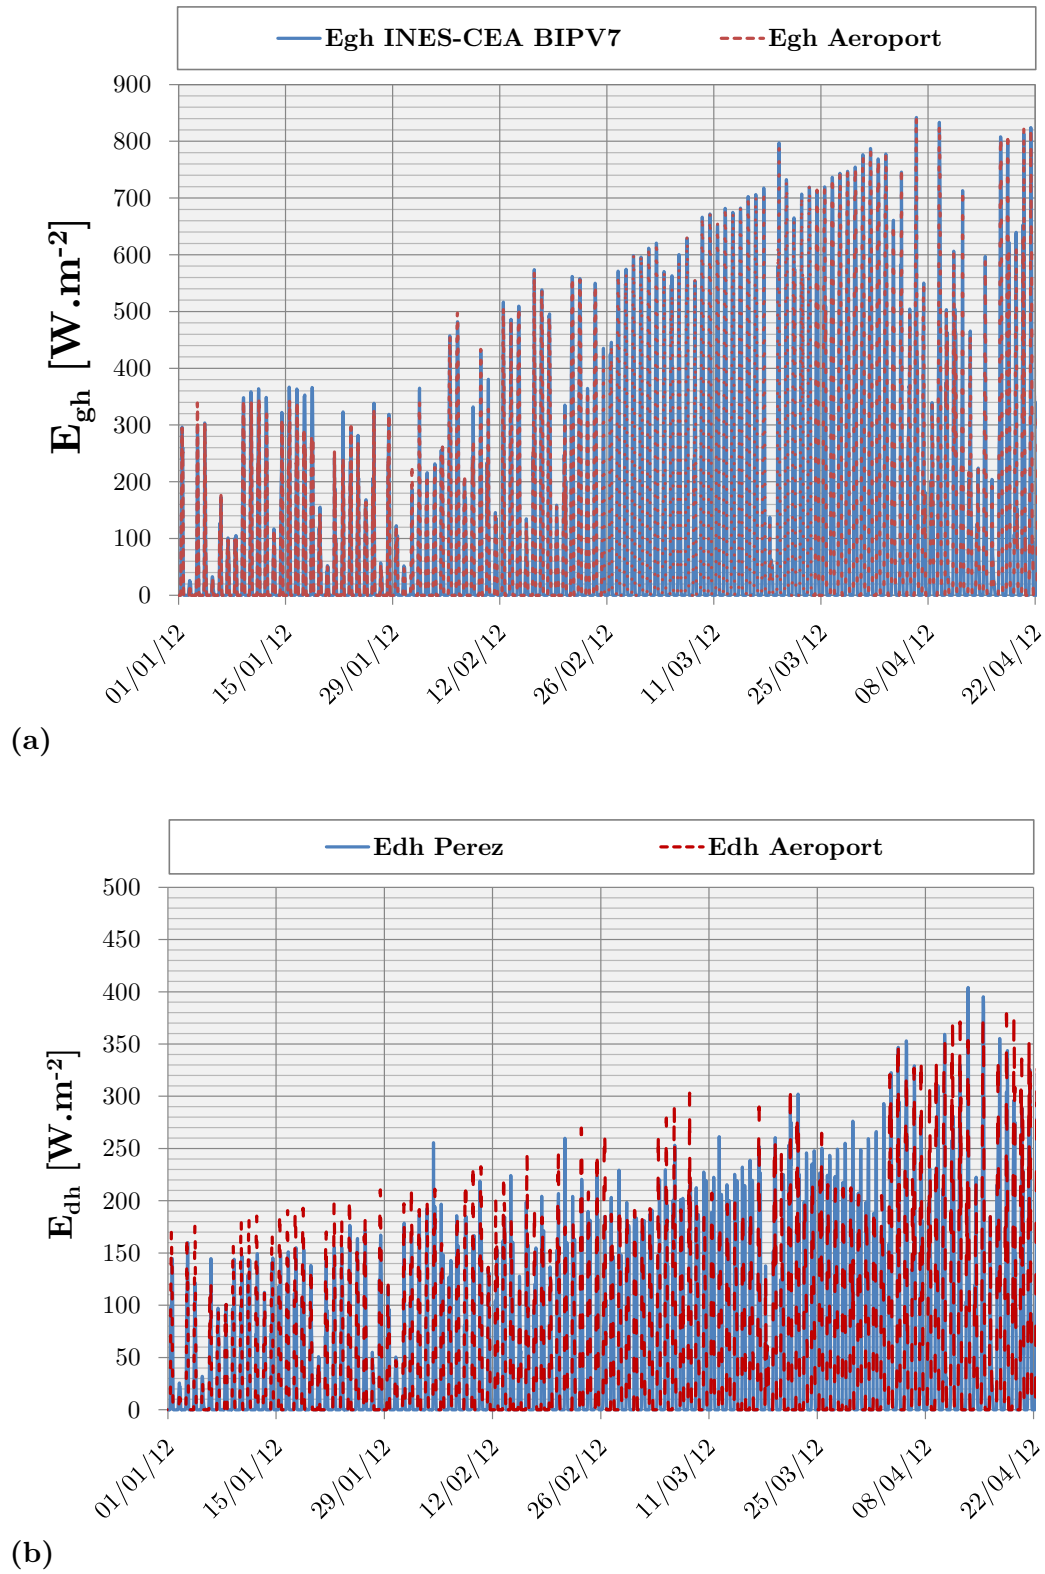 Egh INES-CEA BIPV7 Egh Aeroport
900
800
700
600
500
400
300
200
100
0
E_gh [W.m^-2]
01/01/12 15/01/12 29/01/12 12/02/12 26/02/12 11/03/12 25/03/12 08/04/12 22/04/12
(a)
Edh Perez Edh Aeroport
500
450
400
350
300
250
200
150
100
50
0
E_dh [W.m^-2]
01/01/12 15/01/12 29/01/12 12/02/12 26/02/12 11/03/12 25/03/12 08/04/12 22/04/12
(b)